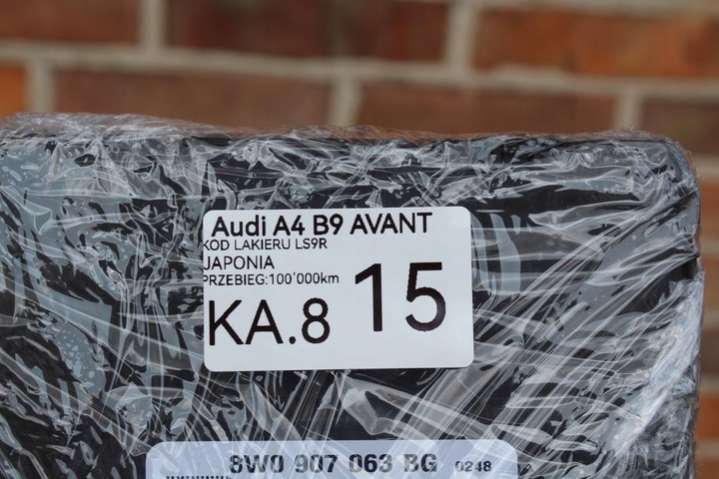 Audi A4 B9 AVANT
KOD LAKIERU LS9R
JAPONIA
PRZEBIEG:100'000km
KA.8 15
8W0 907 063 BG 0248